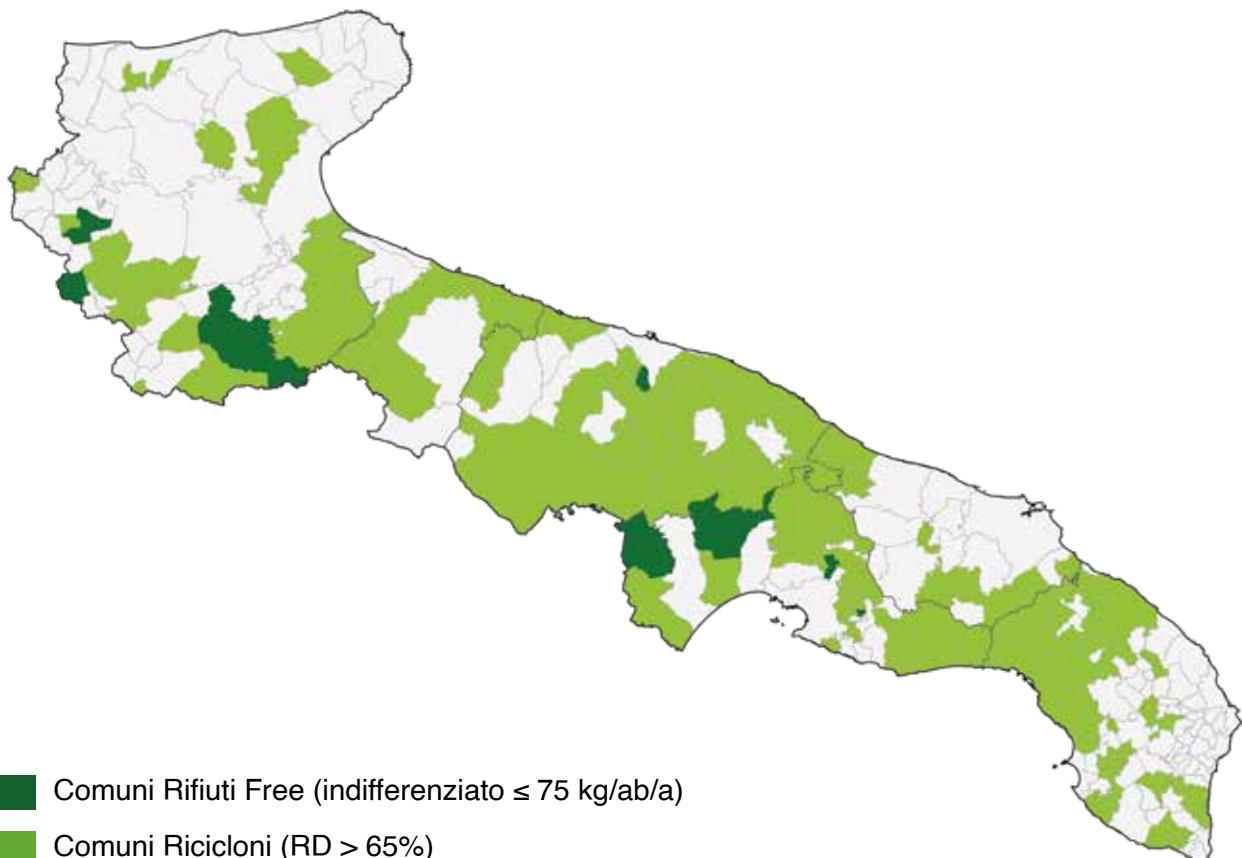 Comuni Rifiuti Free (indifferenziato ≤ 75 kg/ab/a)
Comuni Ricicloni (RD > 65%)